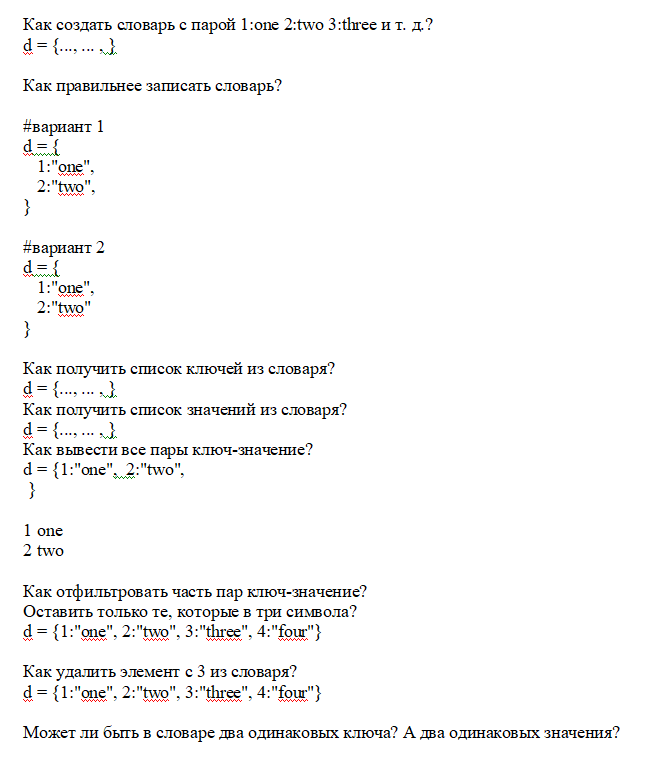 Как создать словарь с парой 1:one 2:two 3:three и т. д.?
d = {..., ... , }
Как правильнее записать словарь?
#вариант 1
d = {
1:"one",
2:"two",
}
#вариант 2
d = {
1:"one",
2:"two"
}
Как получить список ключей из словаря?
d = {..., ... , }
Как получить список значений из словаря?
d = {..., ... , }
Как вывести все пары ключ-значение?
d = {1:"one", 2:"two",
}
1 one
2 two
Как отфильтровать часть пар ключ-значение?
Оставить только те, которые в три символа?
d = {1:"one", 2:"two", 3:"three", 4:"four"}
Как удалить элемент с 3 из словаря?
d = {1:"one", 2:"two", 3:"three", 4:"four"}
Может ли быть в словаре два одинаковых ключа? А два одинаковых значения?